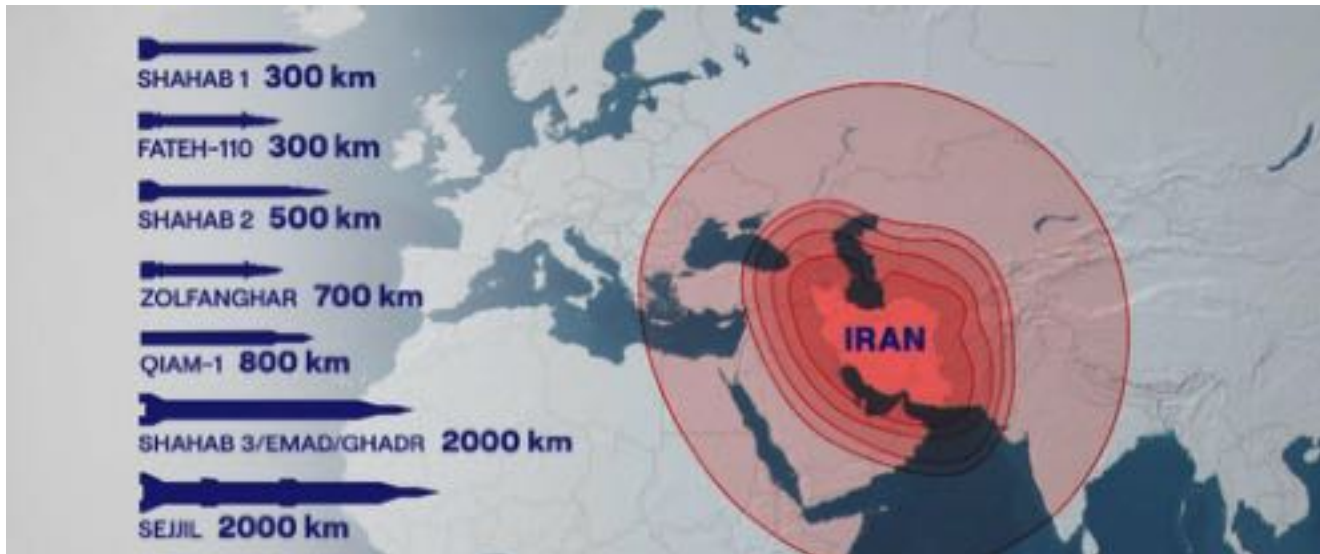 SHAHAB 1 300 km
FATEH-110 300 km
SHAHAB 2 500 km
ZOLFANGHAR 700 km
QIAM-1 800 km
SHAHAB 3/EMAD/GHADR 2000 km
SEJJIL 2000 km
IRAN